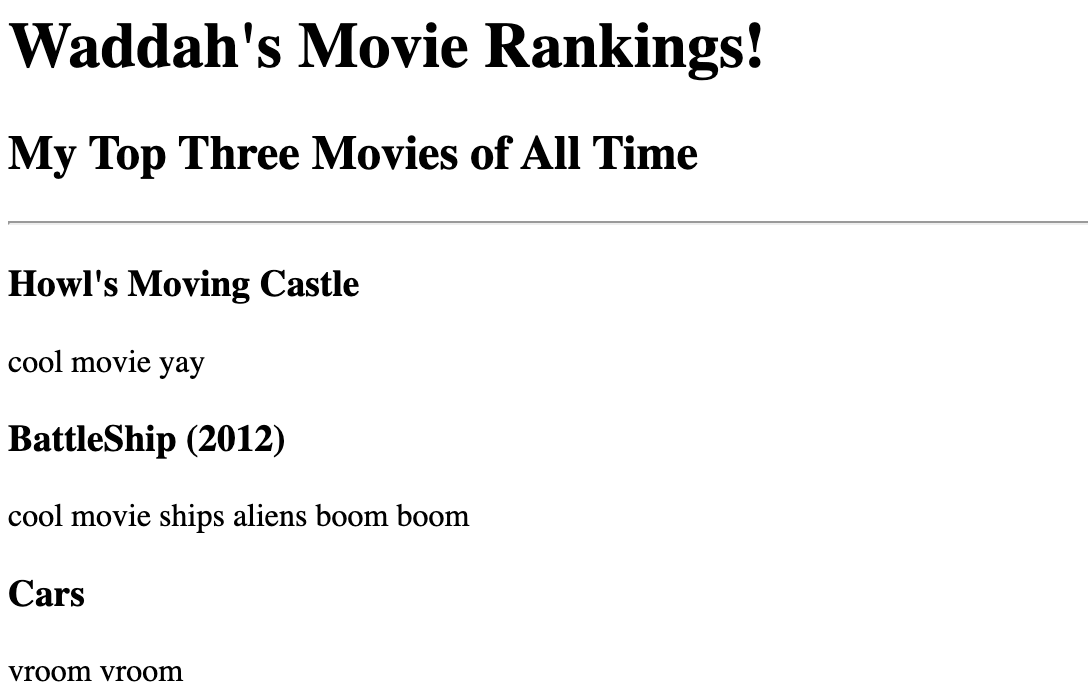 Waddah's Movie Rankings!
My Top Three Movies of All Time
Howl's Moving Castle
cool movie yay
BattleShip (2012)
cool movie ships aliens boom boom
Cars
vroom vroom